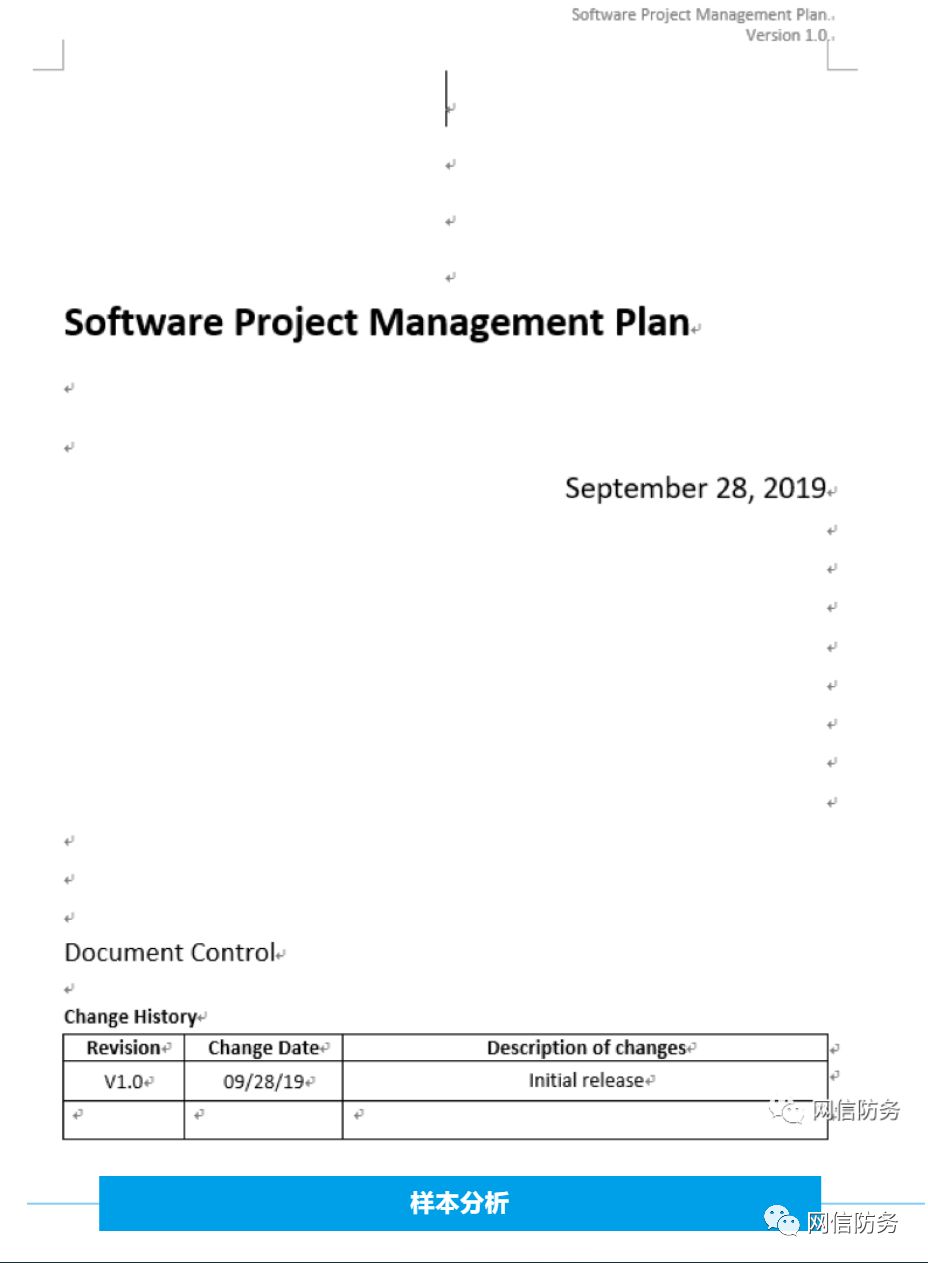 Software Project Management Plan.
Version 1.0.
Software Project Management Plan
September 28, 2019
Document Control
Change History
Revision Change Date Description of changes
V1.0 09/28/19 Initial release
网信防务
样本分析
网信防务